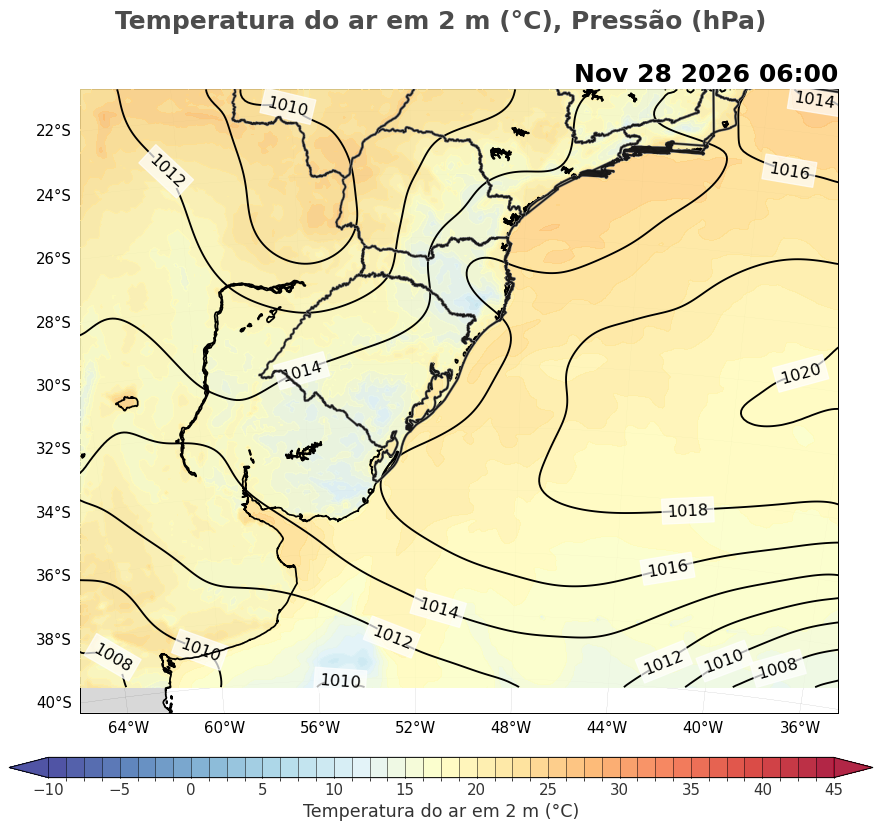 Temperatura do ar em 2 m (°C), Pressão (hPa)
Nov 28 2026 06:00
1010
1014
22°S
1012
1016
24°S
26°S
28°S
1014
1020
30°S
32°S
1018
34°S
1016
36°S
1014
1012
38°S
1008
1010
1012
1010
1008
1010
40°S
64°W
60°W
56°W
52°W
48°W
44°W
40°W
36°W
−10
−5
0
5
10
15
20
25
30
35
40
45
Temperatura do ar em 2 m (°C)